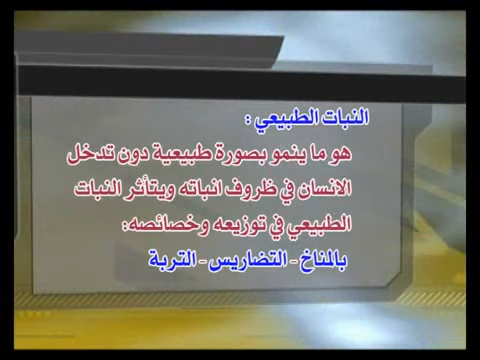 النبات الطبيعي :
هو ما ينمو بصورة طبيعية دون تدخل
الانسان في ظروف انباته ويتأثر النبات
الطبيعي في توزيعه وخصائصه:
بالمناخ - التضاريس - التربة